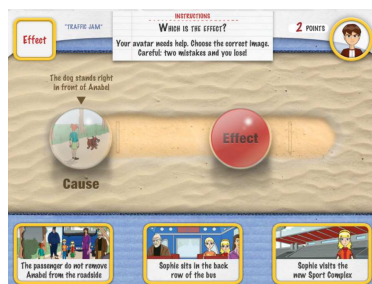 Effect
"TRAFFIC JAM"
INSTRUCTIONS
WHICH IS THE EFFECT?
Your avatar needs help. Choose the correct image.
Careful: two mistakes and you lose!
2 POINTS
The dog stands right
in front of Anabel
Effect
Cause
The passenger do not remove
Anabel from the roadside
Sophie sits in the back
row of the bus
Sophie visits the
new Sport Complex